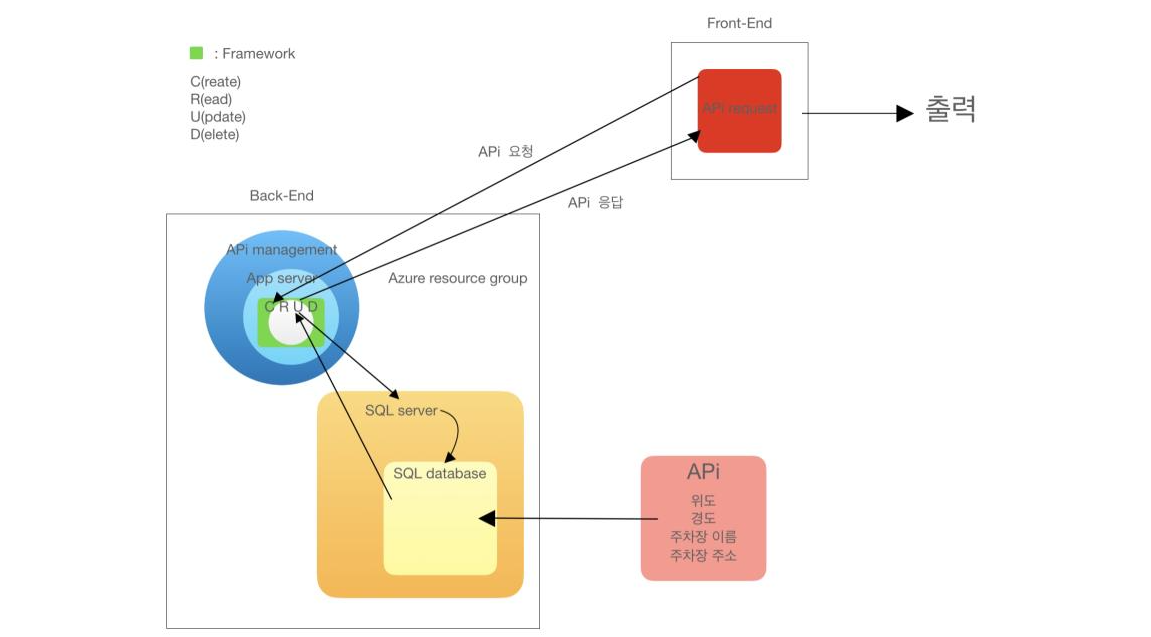 Front-End
: Framework
C(reate)
R(ead)
U(pdate)
D(elete)
APi request
출력
APi 요청
APi 응답
Back-End
APi management
App server
Azure resource group
C R U D
SQL server
SQL database
APi
위도
경도
주차장 이름
주차장 주소